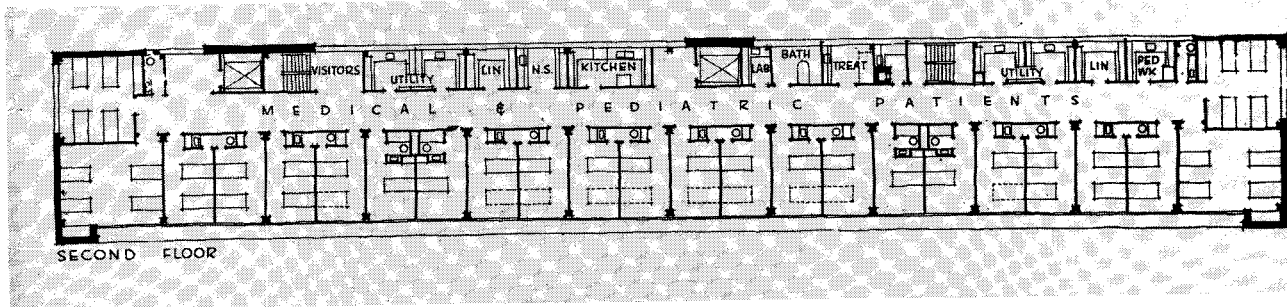 VISITORS
UTILITY
LIN
N.S.
KITCHEN
LAB
BATH
TREAT
UTILITY
LIN
PED
WK
MEDICAL & PEDIATRIC PATIENTS
SECOND FLOOR